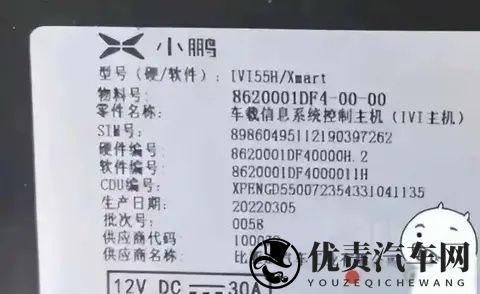 小鹏
型号(硬/软件): IVI55H/Xmart
物料号: 8620001DF4-00-00
零件名称: 车载信息系统控制主机(IVI主机)
SIM号: 89860495112190397262
硬件编号: 8620001DF40000H.2
软件编号: 8620001DF4000011H
CDU编号: XPENGD550072354331041135
生产日期: 20220305
批次号: 0058
供应商代码:
供应商名称: 比
优责汽车网
YOUZEQICHEWANG
12V DC 30A